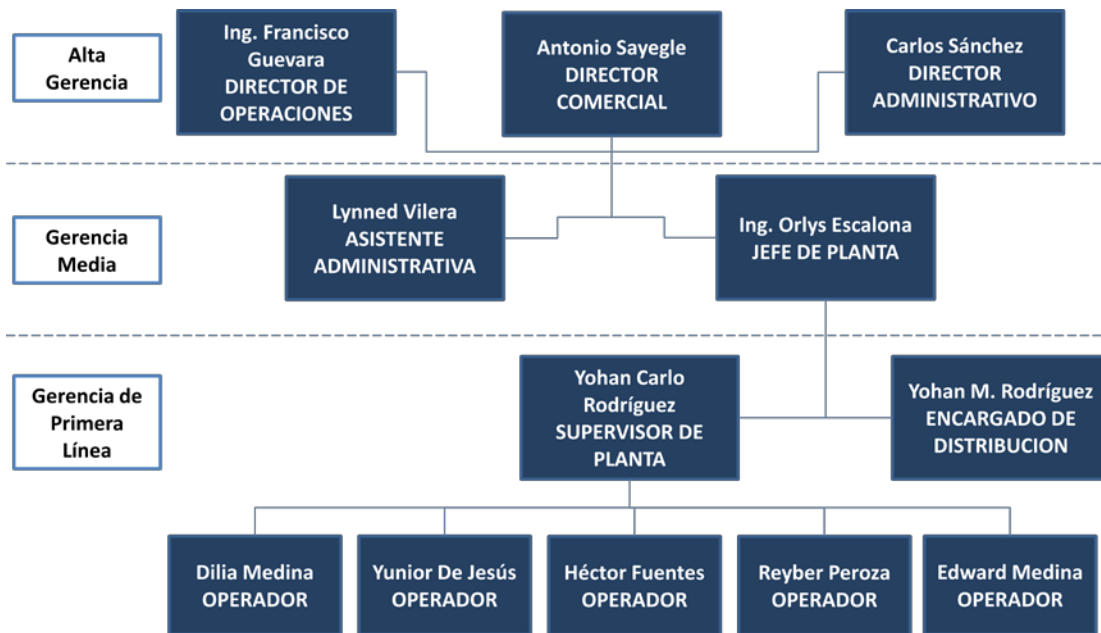 Alta
Gerencia
Ing. Francisco
Guevara
DIRECTOR DE
OPERACIONES
Antonio Sayegle
DIRECTOR
COMERCIAL
Carlos Sánchez
DIRECTOR
ADMINISTRATIVO
Gerencia
Media
Lynned Vilera
ASISTENTE
ADMINISTRATIVA
Ing. Orlys Escalona
JEFE DE PLANTA
Gerencia de
Primera
Línea
Yohan Carlo
Rodríguez
SUPERVISOR DE
PLANTA
Yohan M. Rodríguez
ENCARGADO DE
DISTRIBUCION
Dilia Medina
OPERADOR
Yunior De Jesús
OPERADOR
Héctor Fuentes
OPERADOR
Reyber Peroza
OPERADOR
Edward Medina
OPERADOR